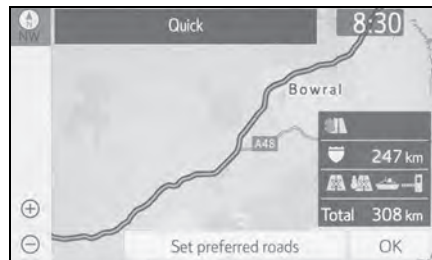 Quick
8:30
NW
Bowral
A48
247 km
Total 308 km
Set preferred roads
OK